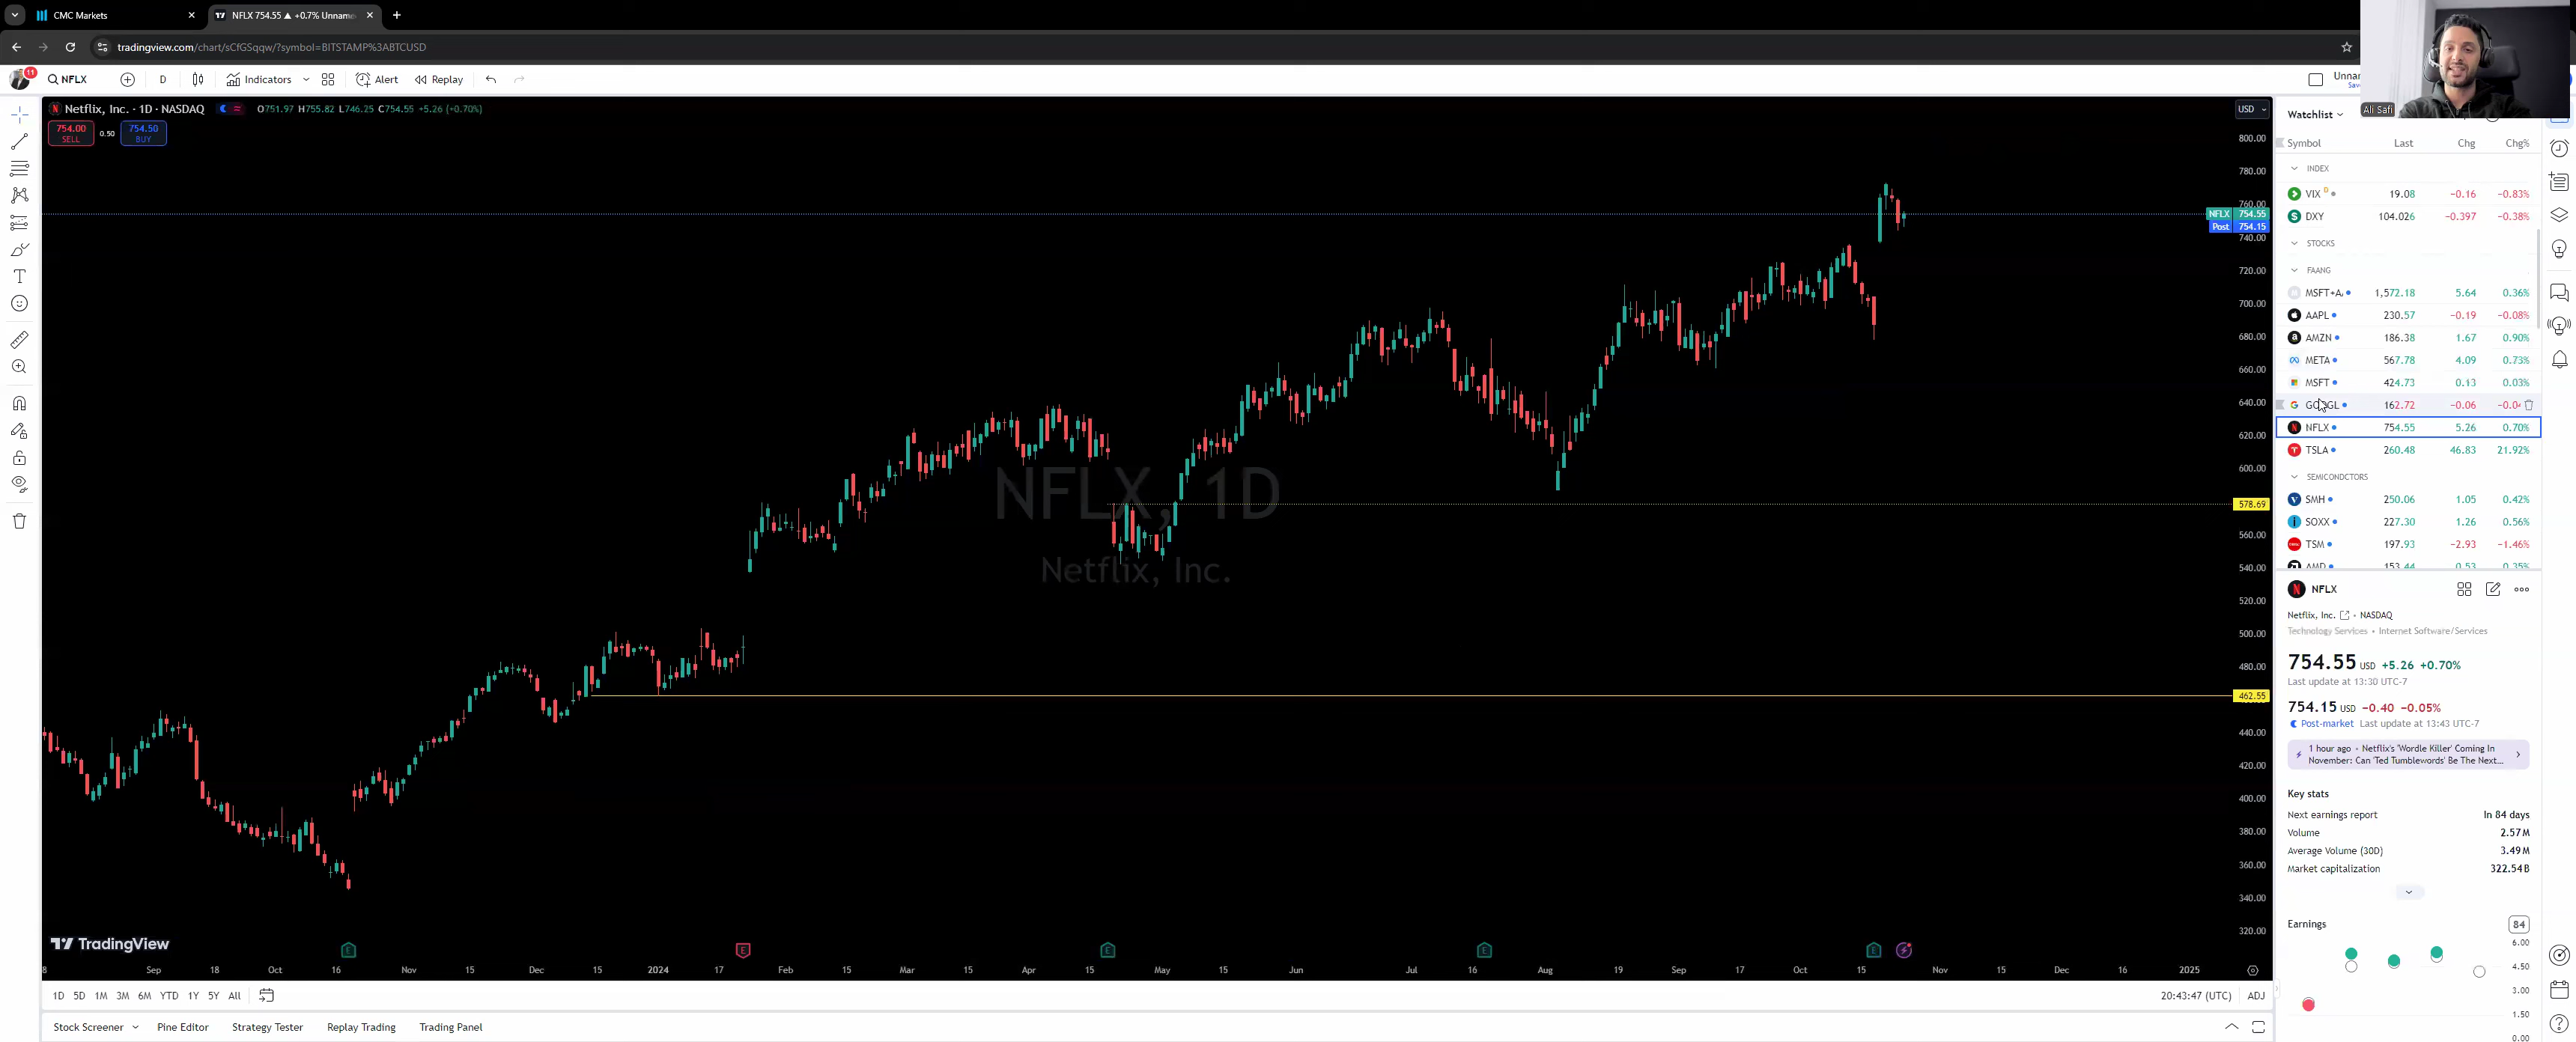 CMC Markets
NFLX 754.55 ▲ +0.7% Unnam
tradingview.com/chart/sCfGSqqw/?symbol=BITSTAMP%3ABTCUSD
11
NFLX
D
Indicators
Alert
Replay
Unnam
Save
Ali Safi
Netflix, Inc. · 1D · NASDAQ
O751.97 H755.82 L746.25 C754.55 +5.26 (+0.70%)
754.00
SELL
0.50
754.50
BUY
USD
800.00
780.00
760.00
NFLX 754.55
Post 754.15
740.00
720.00
700.00
680.00
660.00
640.00
620.00
600.00
578.69
560.00
540.00
520.00
500.00
480.00
462.55
440.00
420.00
400.00
380.00
360.00
340.00
320.00
NFLX, 1D
Netflix, Inc.
TradingView
E
E
E
E
E
8 Sep 18 Oct 16 Nov 15 Dec 15 2024 17 Feb 15 Mar 15 Apr 15 May 15 Jun Jul 16 Aug 19 Sep 17 Oct 15 Nov 15 Dec 16 2025
1D 5D 1M 3M 6M YTD 1Y 5Y All
20:43:47 (UTC) ADJ
Stock Screener Pine Editor Strategy Tester Replay Trading Trading Panel
Watchlist
Symbol Last Chg Chg%
INDEX
VIX D 19.08 −0.16 −0.83%
DXY 104.026 −0.397 −0.38%
STOCKS
FAANG
MSFT+A 1,572.18 5.64 0.36%
AAPL 230.57 −0.19 −0.08%
AMZN 186.38 1.67 0.90%
META 567.78 4.09 0.73%
MSFT 424.73 0.13 0.03%
GOOGL 162.72 −0.06 −0.0
NFLX 754.55 5.26 0.70%
TSLA 260.48 46.83 21.92%
SEMICONDCTORS
SMH 250.06 1.05 0.42%
SOXX 227.30 1.26 0.56%
TSM 197.93 −2.93 −1.46%
AMD 153.44 0.53 0.35%
NFLX
Netflix, Inc. • NASDAQ
Technology Services • Internet Software/Services
754.55 USD +5.26 +0.70%
Last update at 13:30 UTC-7
754.15 USD −0.40 −0.05%
Post-market Last update at 13:43 UTC-7
1 hour ago • Netflix's 'Wordle Killer' Coming In
November: Can 'Ted Tumblewords' Be The Next...
Key stats
Next earnings report In 84 days
Volume 2.57M
Average Volume (30D) 3.49M
Market capitalization 322.54B
Earnings 84
6.00
4.50
3.00
1.50
0.00